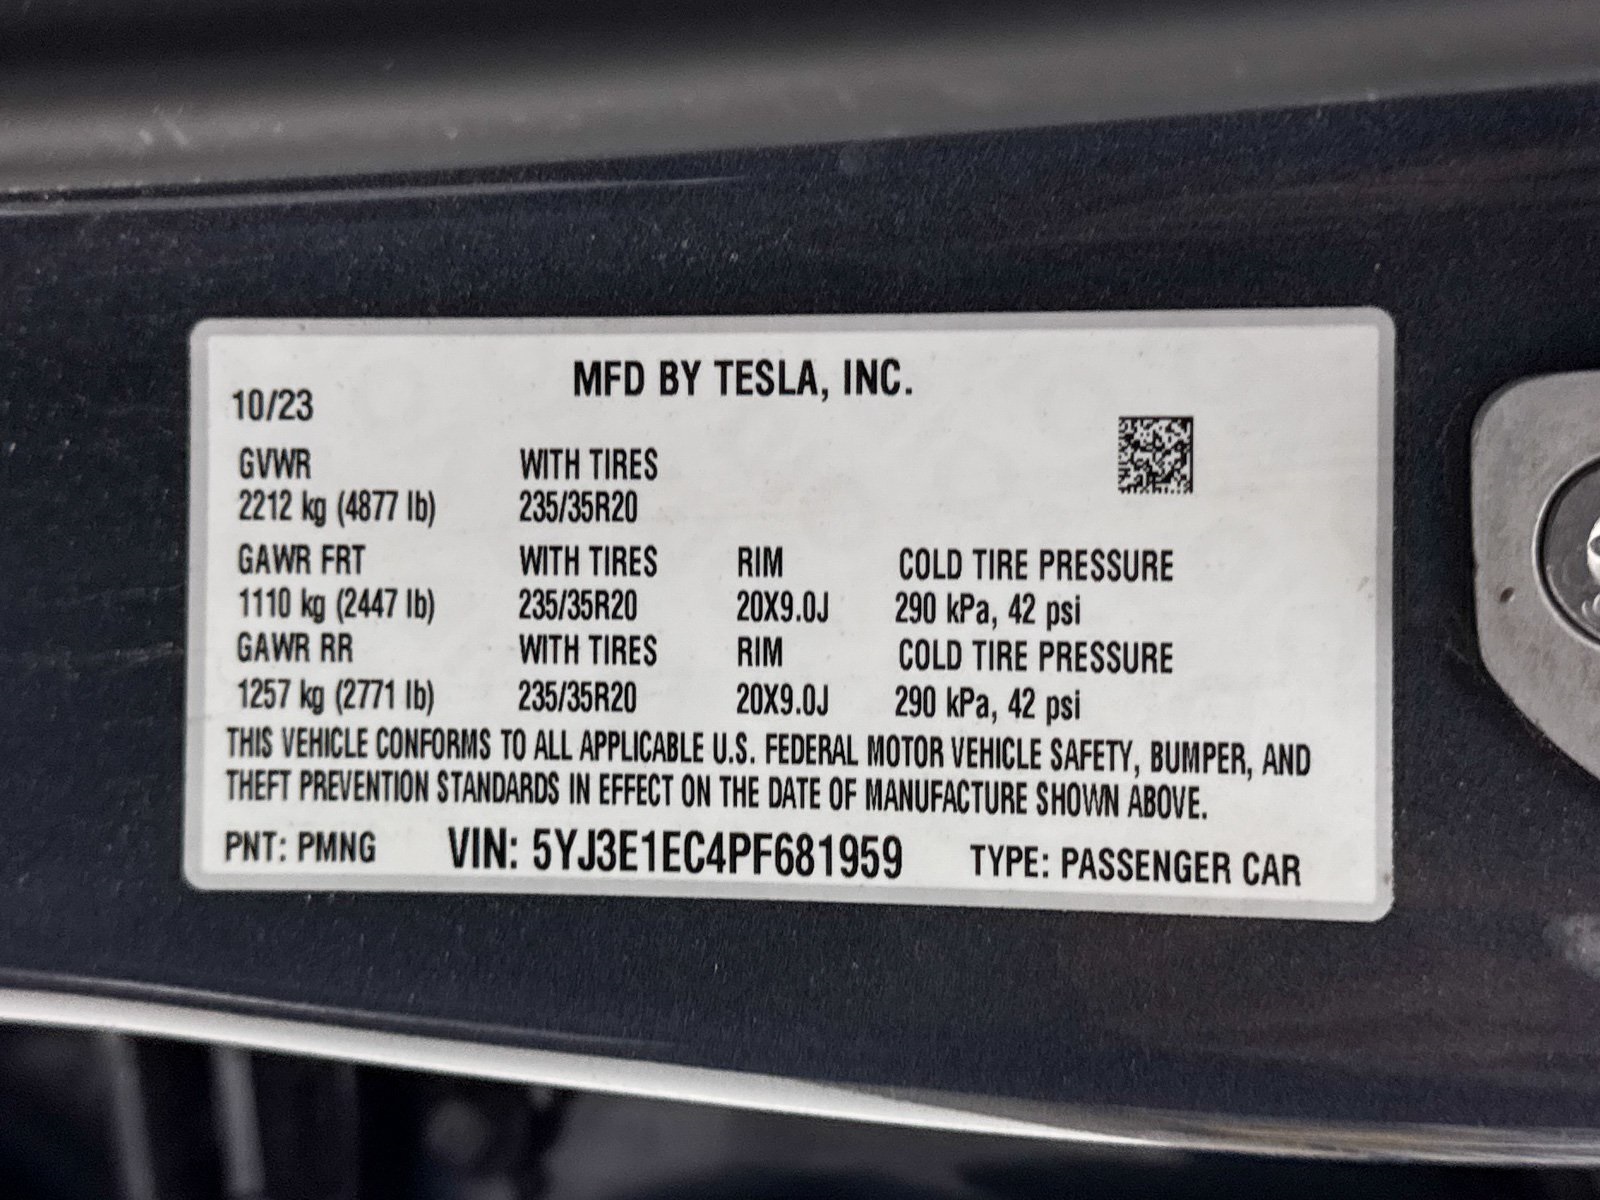 MFD BY TESLA, INC.
10/23
GVWR WITH TIRES
2212 kg (4877 lb) 235/35R20
GAWR FRT WITH TIRES RIM COLD TIRE PRESSURE
1110 kg (2447 lb) 235/35R20 20X9.0J 290 kPa, 42 psi
GAWR RR WITH TIRES RIM COLD TIRE PRESSURE
1257 kg (2771 lb) 235/35R20 20X9.0J 290 kPa, 42 psi
THIS VEHICLE CONFORMS TO ALL APPLICABLE U.S. FEDERAL MOTOR VEHICLE SAFETY, BUMPER, AND
THEFT PREVENTION STANDARDS IN EFFECT ON THE DATE OF MANUFACTURE SHOWN ABOVE.
PNT: PMNG VIN: 5YJ3E1EC4PF681959 TYPE: PASSENGER CAR